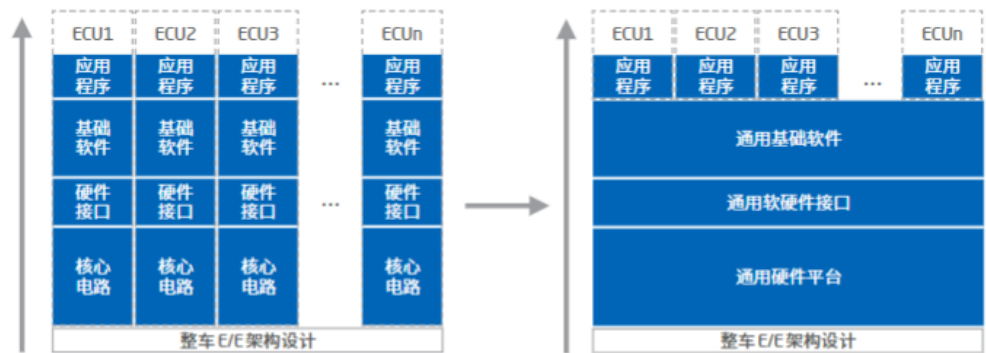 ECU1 ECU2 ECU3 ECUn
应用 应用 应用 应用
程序 程序 程序 … 程序
基础 基础 基础 基础
软件 软件 软件 软件
硬件 硬件 硬件 硬件
接口 接口 接口 … 接口
核心 核心 核心 核心
电路 电路 电路 电路
整车E/E架构设计
ECU1 ECU2 ECU3 ECUn
应用 应用 应用 应用
程序 程序 程序 … 程序
通用基础软件
通用软硬件接口
通用硬件平台
整车E/E架构设计